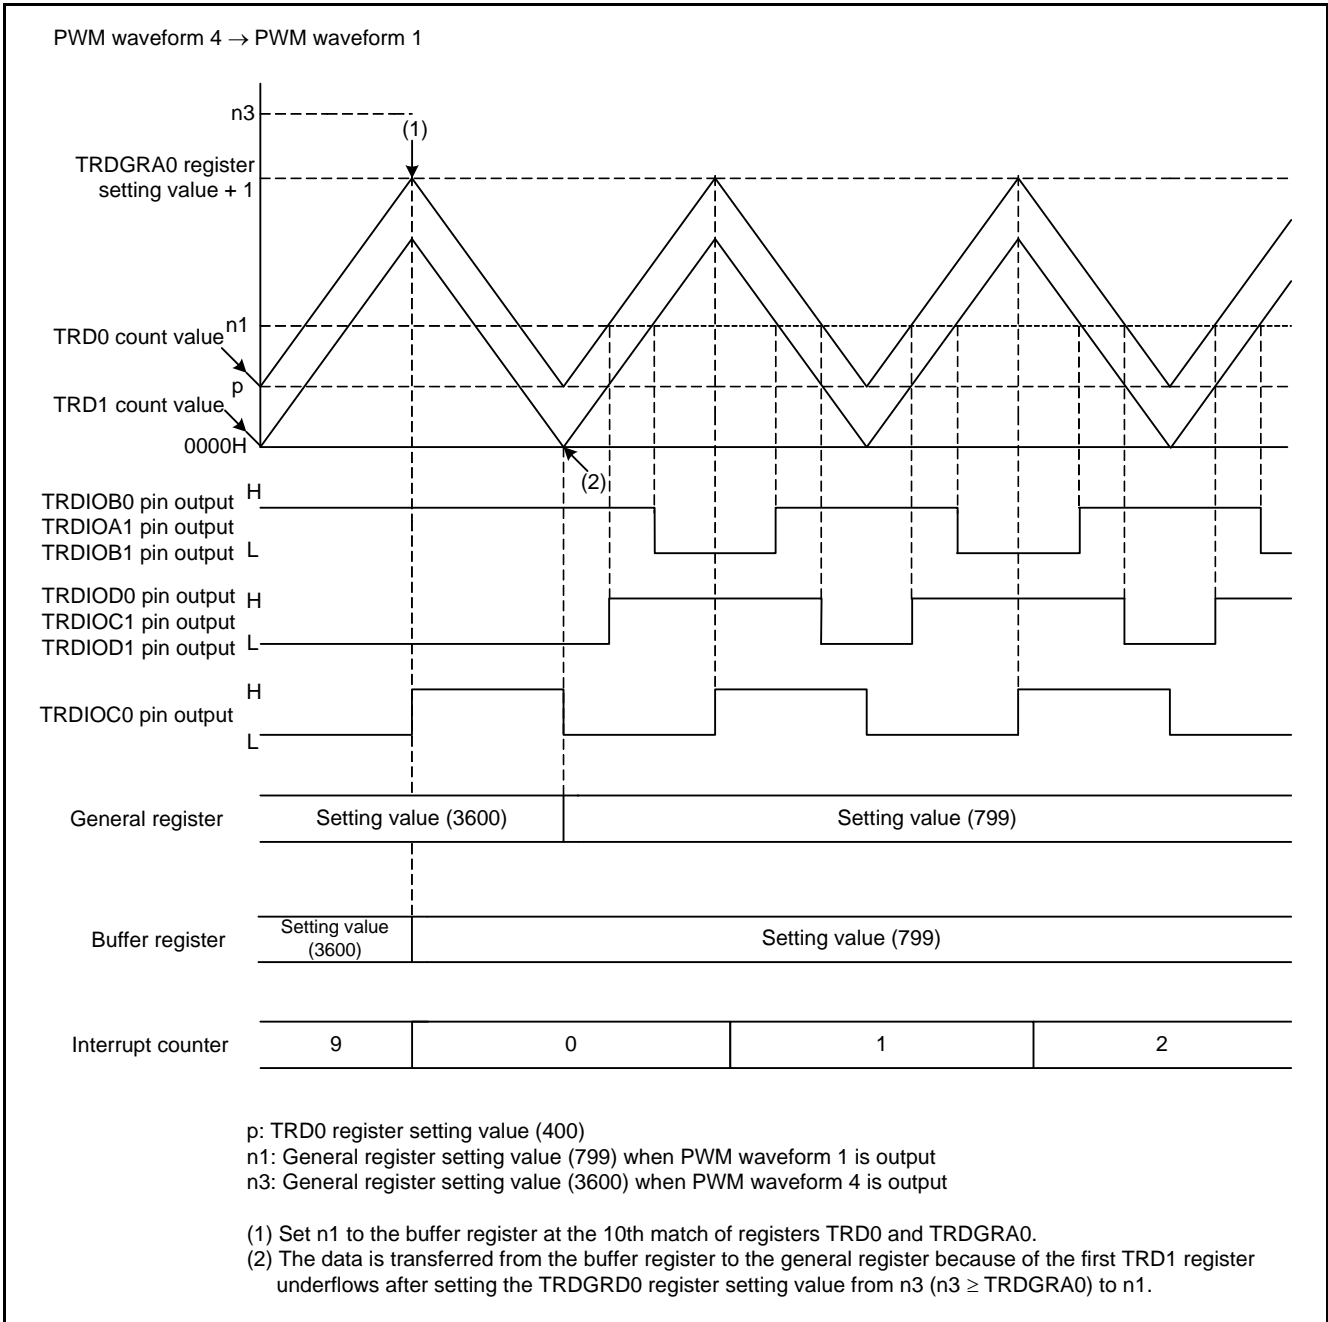 PWM waveform 4 → PWM waveform 1
n3
(1)
TRDGRA0 register
setting value + 1
n1
TRD0 count value
p
TRD1 count value
0000H
(2)
H
TRDIOB0 pin output
TRDIOA1 pin output
TRDIOB1 pin output L
TRDIOD0 pin output H
TRDIOC1 pin output
TRDIOD1 pin output L
H
TRDIOC0 pin output
L
General register Setting value (3600) Setting value (799)
Setting value
(3600)
Buffer register Setting value (799)
Interrupt counter 9 0 1 2
p: TRD0 register setting value (400)
n1: General register setting value (799) when PWM waveform 1 is output
n3: General register setting value (3600) when PWM waveform 4 is output
(1) Set n1 to the buffer register at the 10th match of registers TRD0 and TRDGRA0.
(2) The data is transferred from the buffer register to the general register because of the first TRD1 register
underflows after setting the TRDGRD0 register setting value from n3 (n3 ≥ TRDGRA0) to n1.